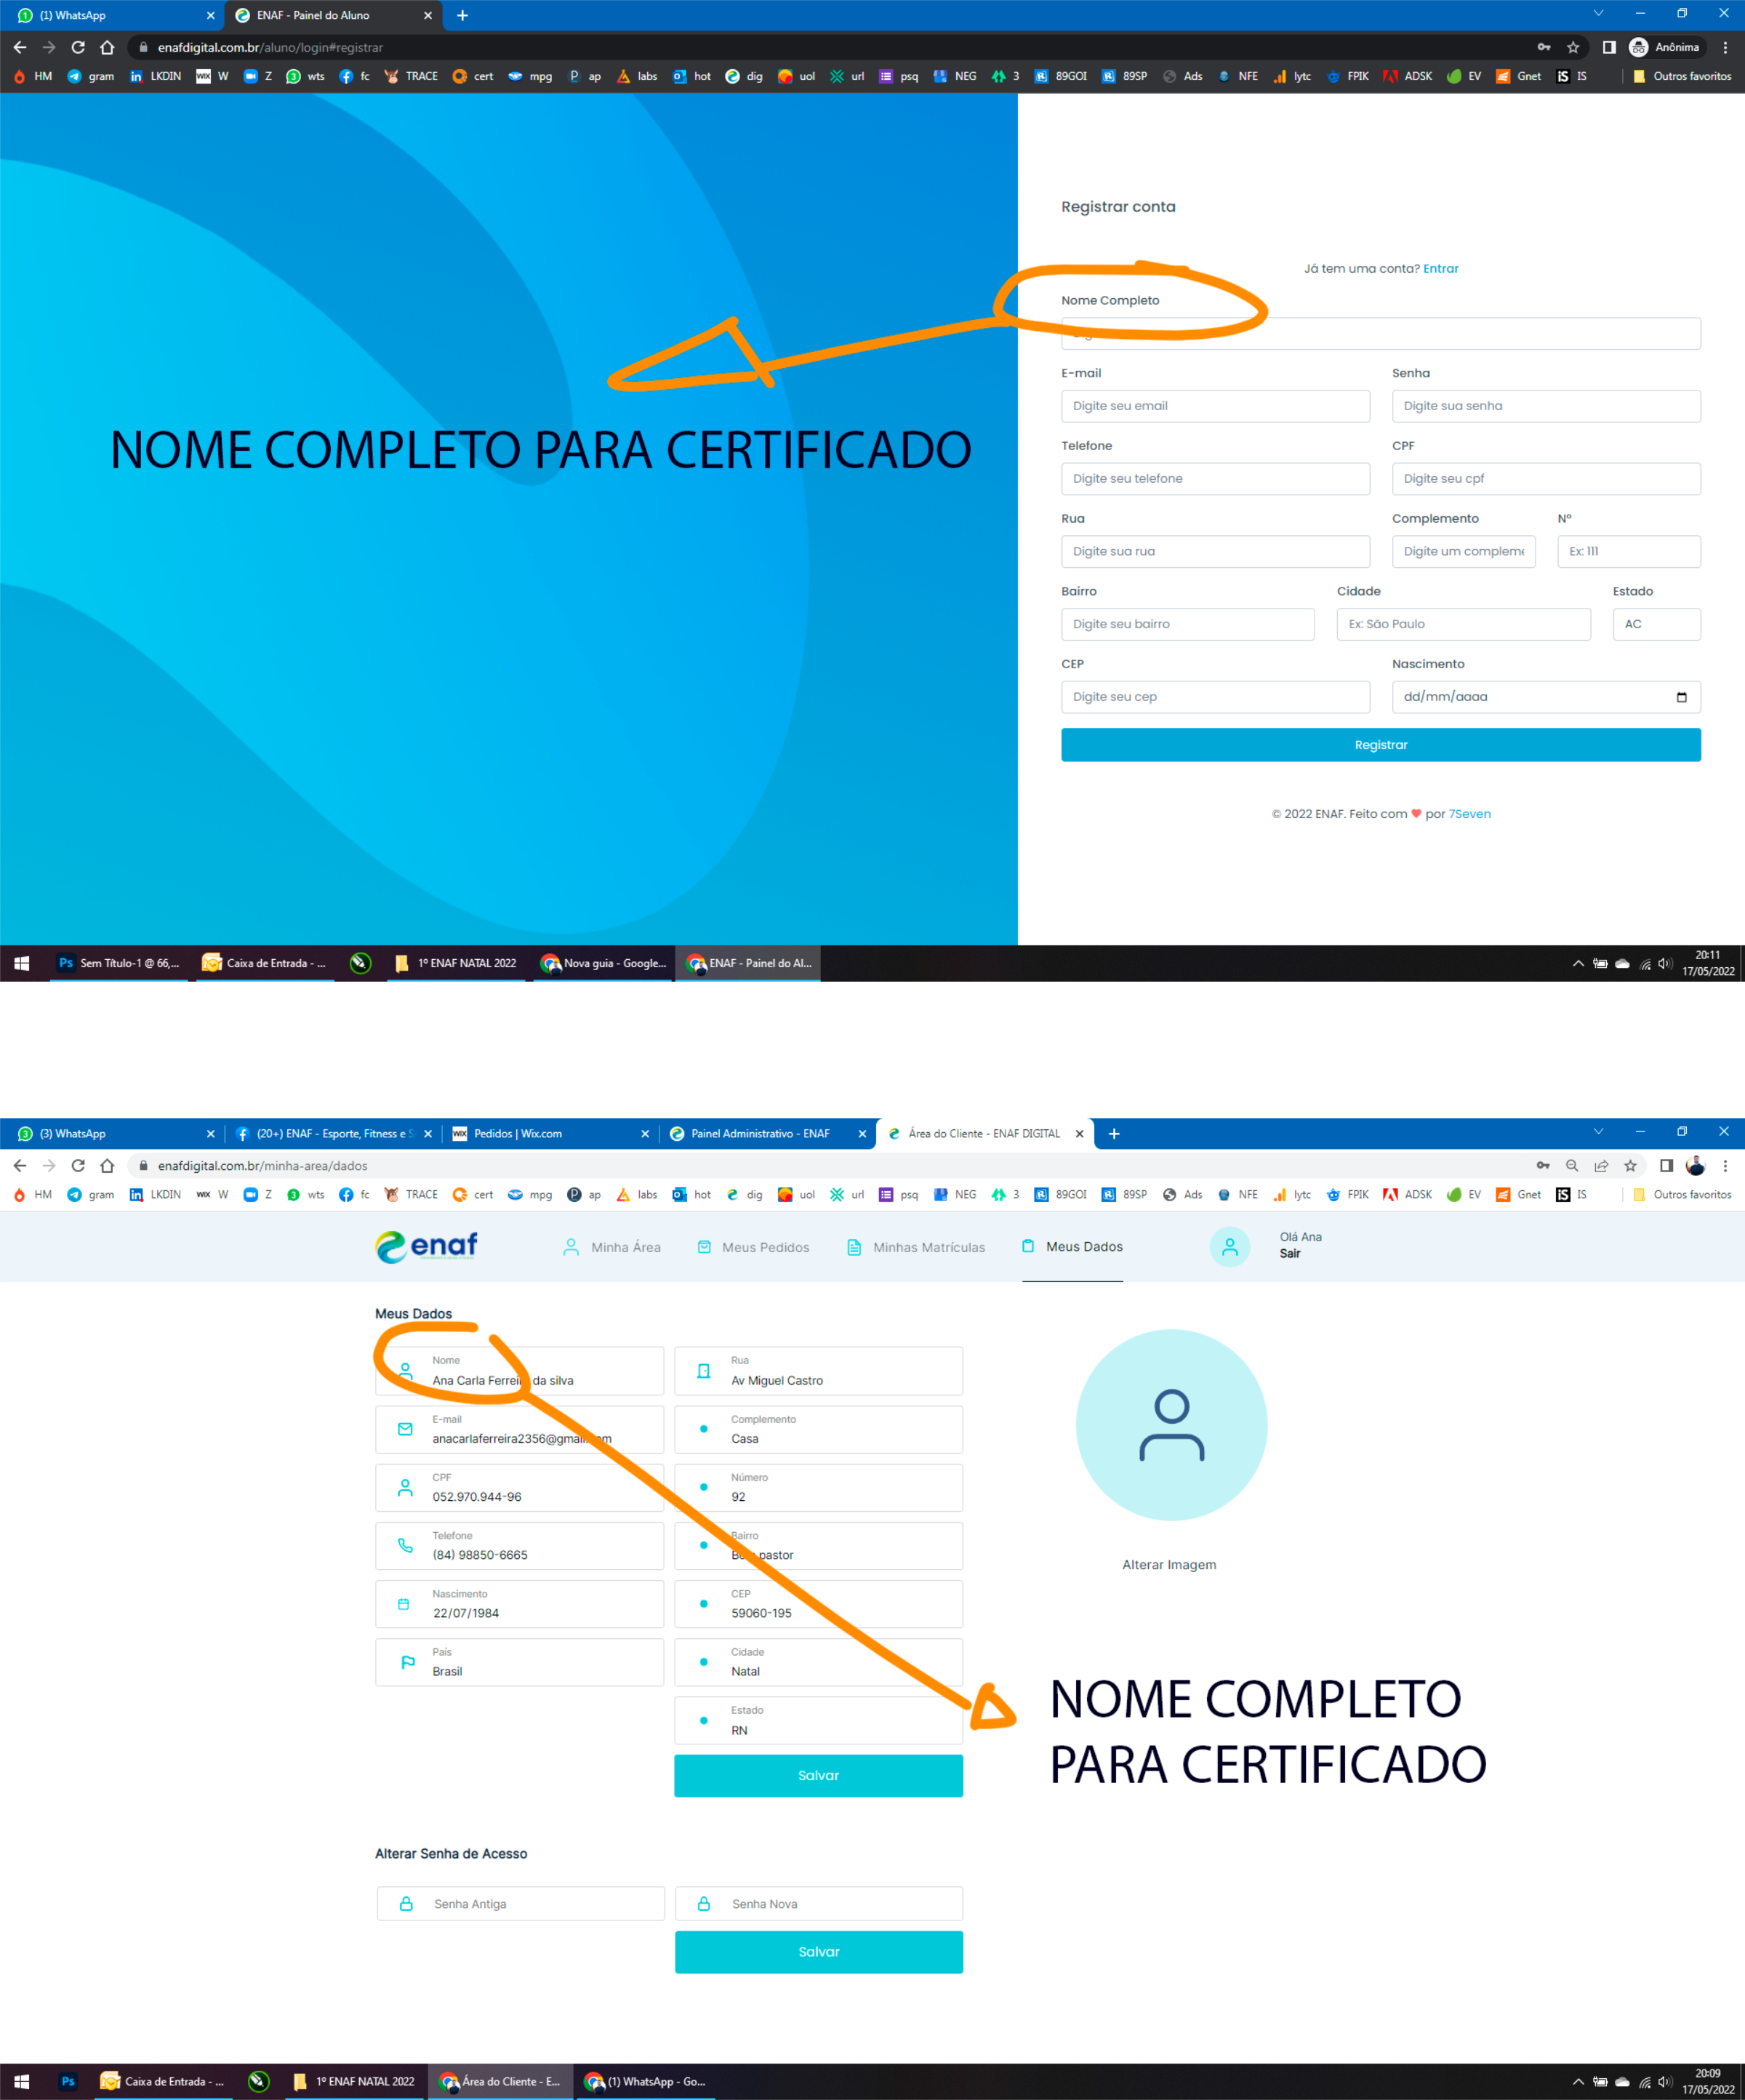 (1) WhatsApp
ENAF - Painel do Aluno
enafdigital.com.br/aluno/login#registrar
Anônima
HM gram LKDIN W Z wts fc TRACE cert mpg ap labs hot dig uol url psq NEG 3 89GOI 89SP Ads NFE lytc FPIK ADSK EV Gnet IS Outros favoritos
Registrar conta
Já tem uma conta? Entrar
Nome Completo
NOME COMPLETO PARA CERTIFICADO
E-mail Senha
Digite seu email Digite sua senha
Telefone CPF
Digite seu telefone Digite seu cpf
Rua Complemento Nº
Digite sua rua Digite um compleme Ex: 111
Bairro Cidade Estado
Digite seu bairro Ex: São Paulo AC
CEP Nascimento
Digite seu cep dd/mm/aaaa
Registrar
© 2022 ENAF. Feito com ❤ por 7Seven
Ps Sem Título-1 @ 66,... Caixa de Entrada - ... 1º ENAF NATAL 2022 Nova guia - Google... ENAF - Painel do Al... 20:11
17/05/2022
(3) WhatsApp (20+) ENAF - Esporte, Fitness e S Pedidos | Wix.com Painel Administrativo - ENAF Área do Cliente - ENAF DIGITAL
enafdigital.com.br/minha-area/dados
HM gram LKDIN W Z wts fc TRACE cert mpg ap labs hot dig uol url psq NEG 3 89GOI 89SP Ads NFE lytc FPIK ADSK EV Gnet IS Outros favoritos
enaf Minha Área Meus Pedidos Minhas Matrículas Meus Dados Olá Ana
Sair
Meus Dados
Nome Rua
Ana Carla Ferreira da silva Av Miguel Castro
E-mail Complemento
anacarlaferreira2356@gmail.com Casa
CPF Número
052.970.944-96 92
Telefone Bairro
(84) 98850-6665 Bom pastor
Alterar Imagem
Nascimento CEP
22/07/1984 59060-195
País Cidade
Brasil Natal
Estado
RN
NOME COMPLETO
PARA CERTIFICADO
Salvar
Alterar Senha de Acesso
Senha Antiga Senha Nova
Salvar
Ps Caixa de Entrada - ... 1º ENAF NATAL 2022 Área do Cliente - E... (1) WhatsApp - Goo... 20:09
17/05/2022